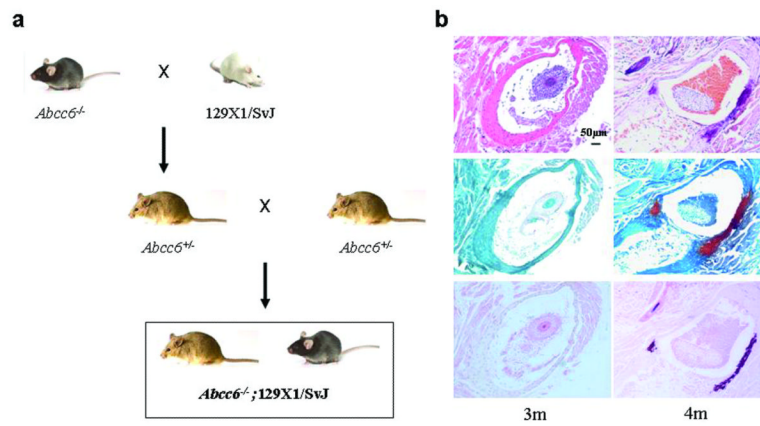 a
X
Abcc6-/-
129X1/SvJ
X
Abcc6+/-
Abcc6+/-
Abcc6-/-;129X1/SvJ
b
50µm
3m
4m